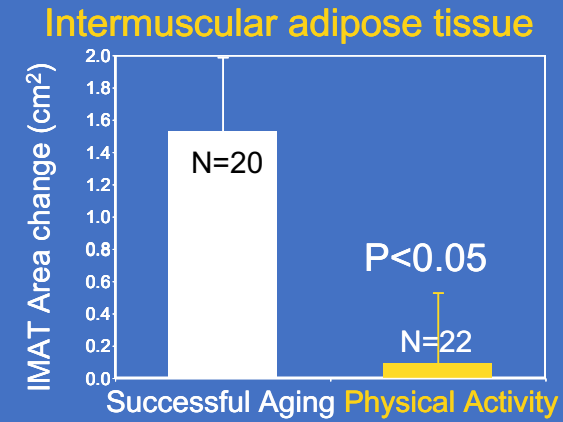 Intermuscular adipose tissue
IMAT Area change (cm²)
2.0
1.8
1.6
1.4
1.2
1.0
0.8
0.6
0.4
0.2
0.0
N=20
P<0.05
N=22
Successful Aging Physical Activity